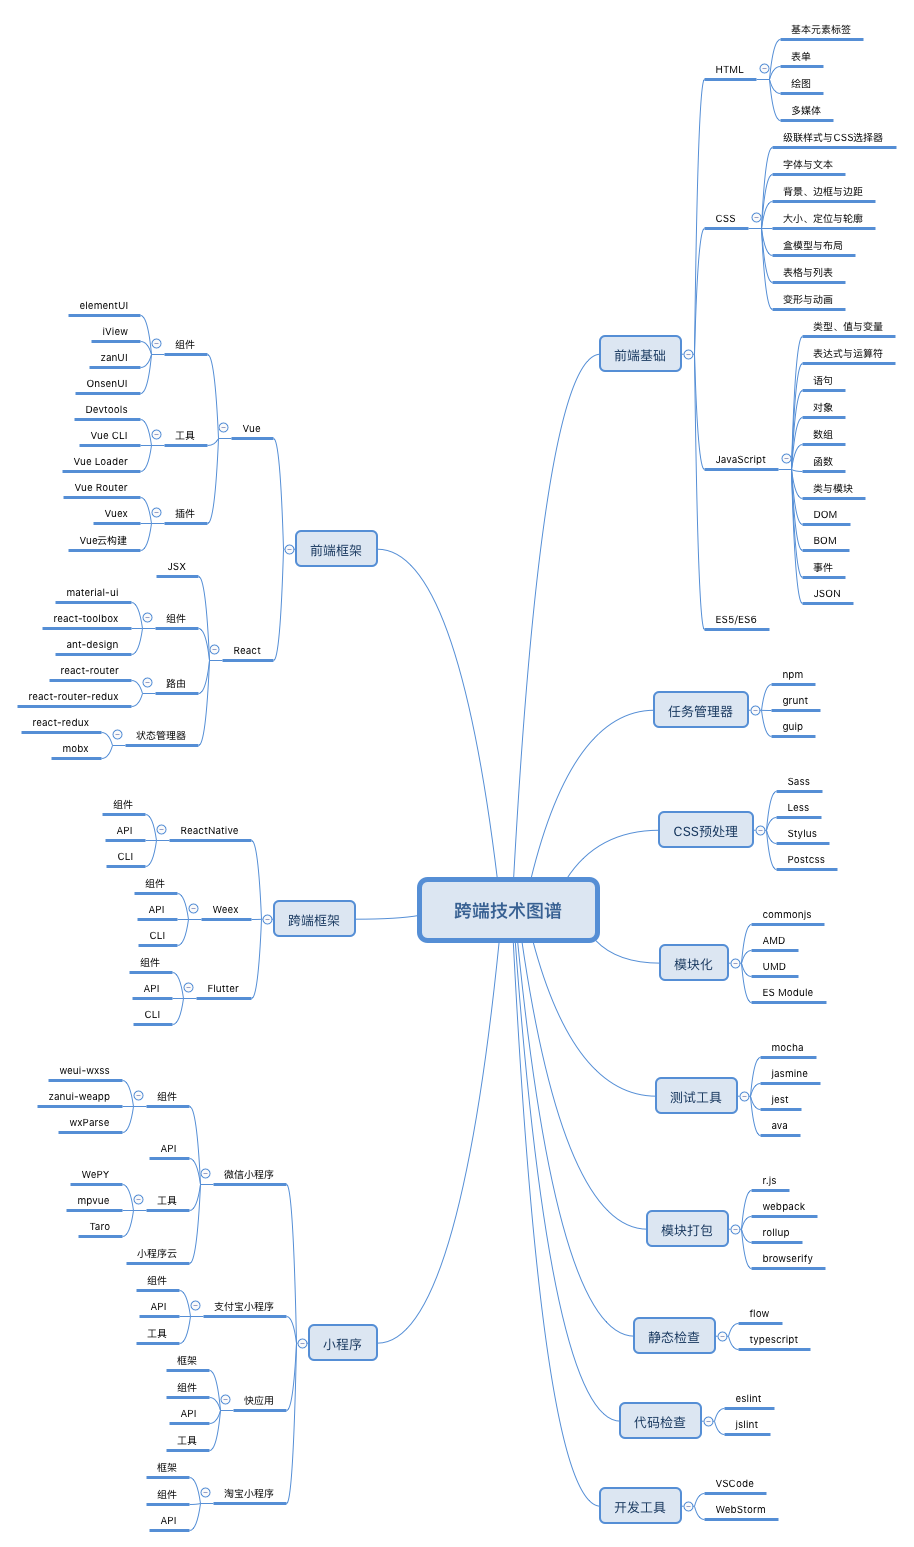 跨端技术图谱
前端基础
HTML
基本元素标签
表单
绘图
多媒体
CSS
级联样式与CSS选择器
字体与文本
背景、边框与边距
大小、定位与轮廓
盒模型与布局
表格与列表
变形与动画
JavaScript
类型、值与变量
表达式与运算符
语句
对象
数组
函数
类与模块
DOM
BOM
事件
JSON
ES5/ES6
任务管理器
npm
grunt
guip
CSS预处理
Sass
Less
Stylus
Postcss
模块化
commonjs
AMD
UMD
ES Module
测试工具
mocha
jasmine
jest
ava
模块打包
r.js
webpack
rollup
browserify
静态检查
flow
typescript
代码检查
eslint
jslint
开发工具
VSCode
WebStorm
前端框架
Vue
组件
elementUI
iView
zanUI
OnsenUI
工具
Devtools
Vue CLI
Vue Loader
插件
Vue Router
Vuex
Vue云构建
React
JSX
组件
material-ui
react-toolbox
ant-design
路由
react-router
react-router-redux
状态管理器
react-redux
mobx
跨端框架
ReactNative
组件
API
CLI
Weex
组件
API
CLI
Flutter
组件
API
CLI
小程序
微信小程序
组件
weui-wxss
zanui-weapp
wxParse
API
工具
WePY
mpvue
Taro
小程序云
支付宝小程序
组件
API
工具
快应用
框架
组件
API
工具
淘宝小程序
框架
组件
API